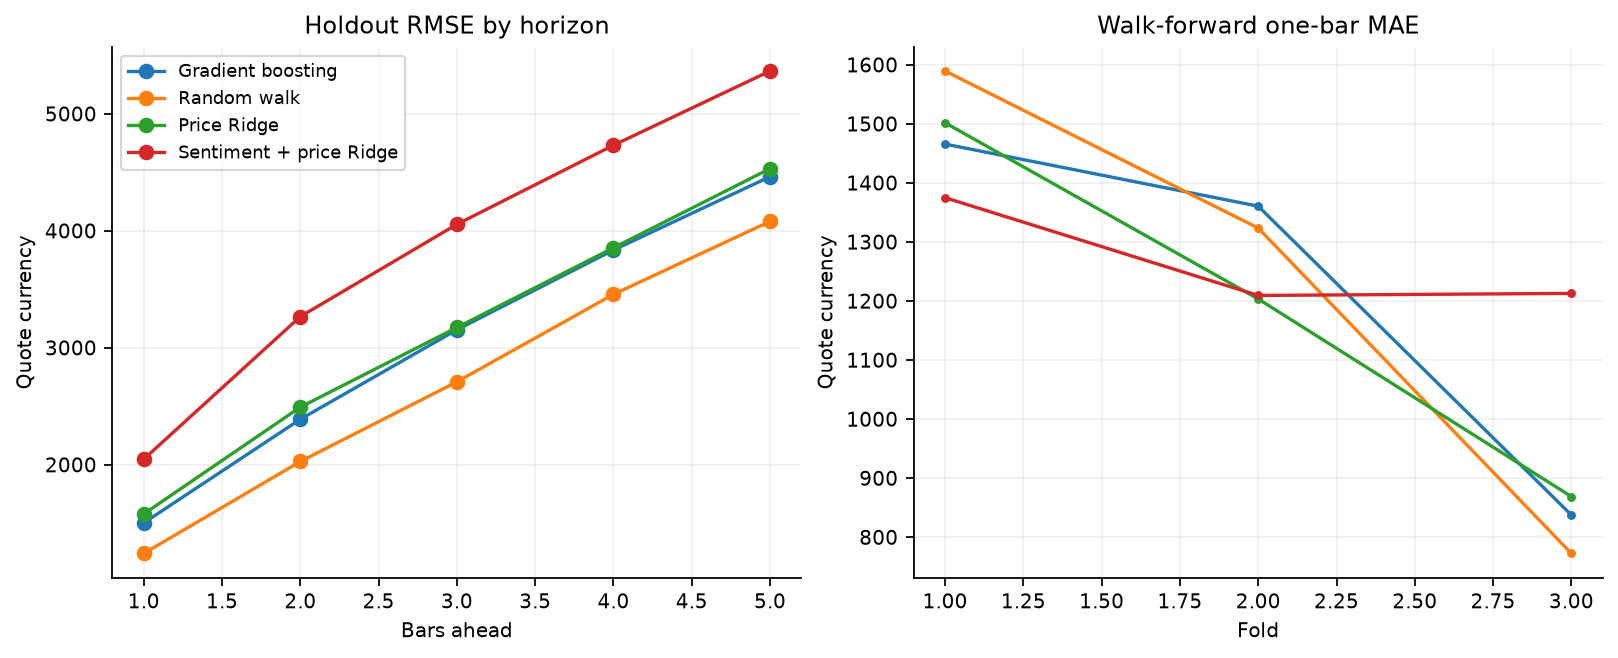 Holdout RMSE by horizon
Gradient boosting
Random walk
Price Ridge
Sentiment + price Ridge
Quote currency
5000
4000
3000
2000
1.0 1.5 2.0 2.5 3.0 3.5 4.0 4.5 5.0
Bars ahead
Walk-forward one-bar MAE
Quote currency
1600
1500
1400
1300
1200
1100
1000
900
800
1.00 1.25 1.50 1.75 2.00 2.25 2.50 2.75 3.00
Fold